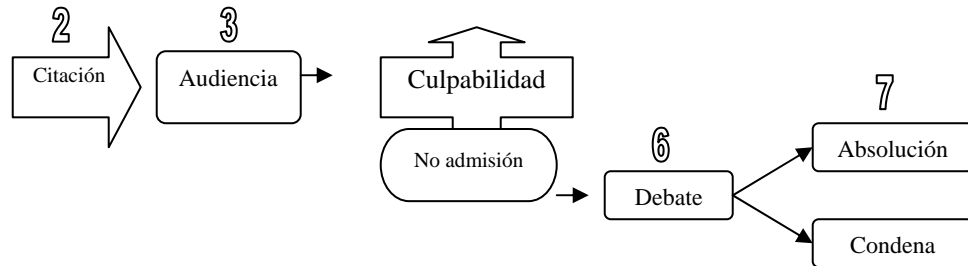 2
Citación
3
Audiencia
Culpabilidad
No admisión
6
Debate
7
Absolución
Condena